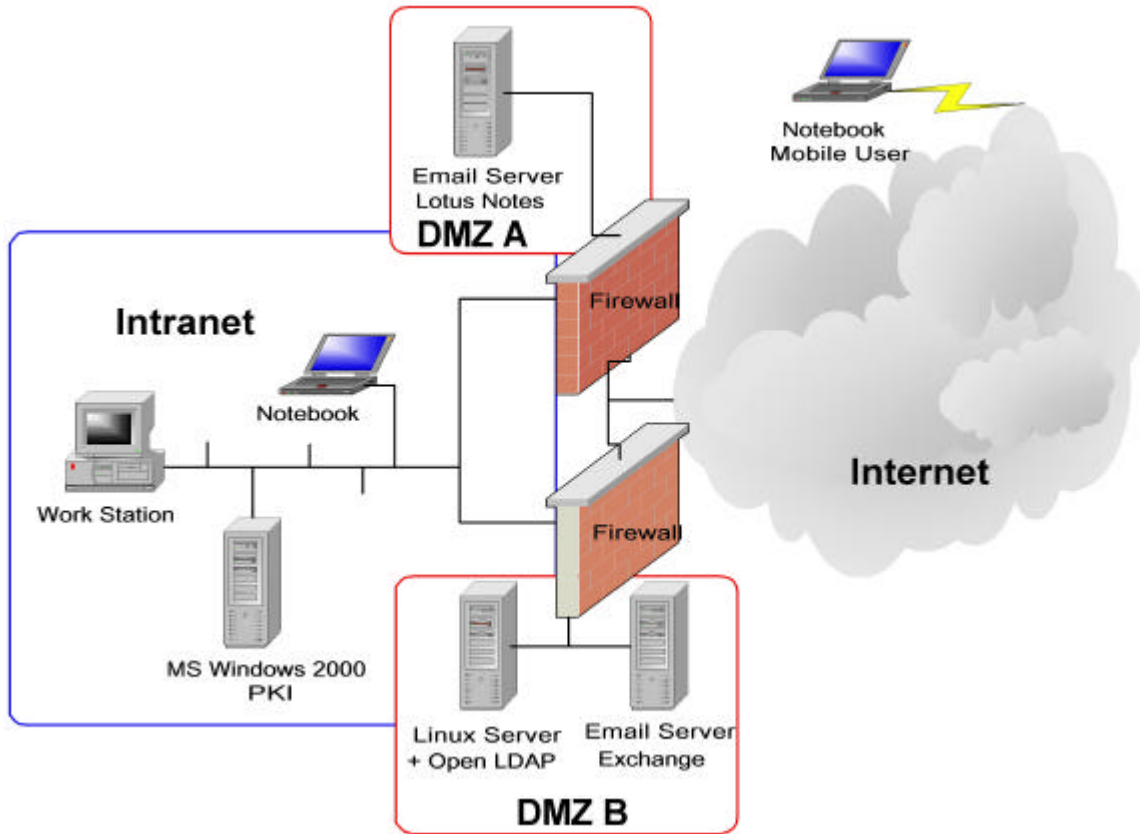 Email Server
Lotus Notes
DMZ A
Notebook
Mobile User
Intranet
Firewall
Notebook
Internet
Work Station
Firewall
MS Windows 2000
PKI
Linux Server
+ Open LDAP
Email Server
Exchange
DMZ B